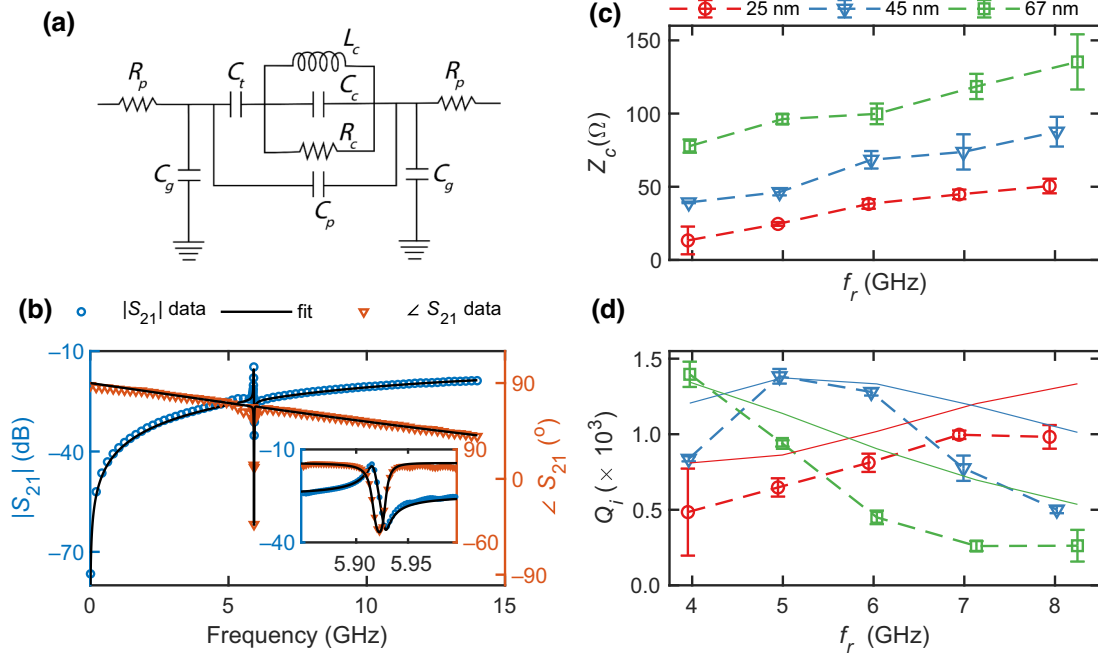 (a)
L_c
R_p
C_t
C_c
R_p
R_c
C_g
C_p
C_g
(b)
|S_21| data
fit
∠ S_21 data
|S_21| (dB)
−10
−40
−70
∠ S_21 (°)
90
0
−90
−10
−40
90
−60
5.90
5.95
0
5
10
15
Frequency (GHz)
(c)
25 nm
45 nm
67 nm
Z_c (Ω)
150
100
50
0
f_r (GHz)
(d)
Q_i (× 10^3)
1.5
1.0
0.5
0.0
4
5
6
7
8
f_r (GHz)